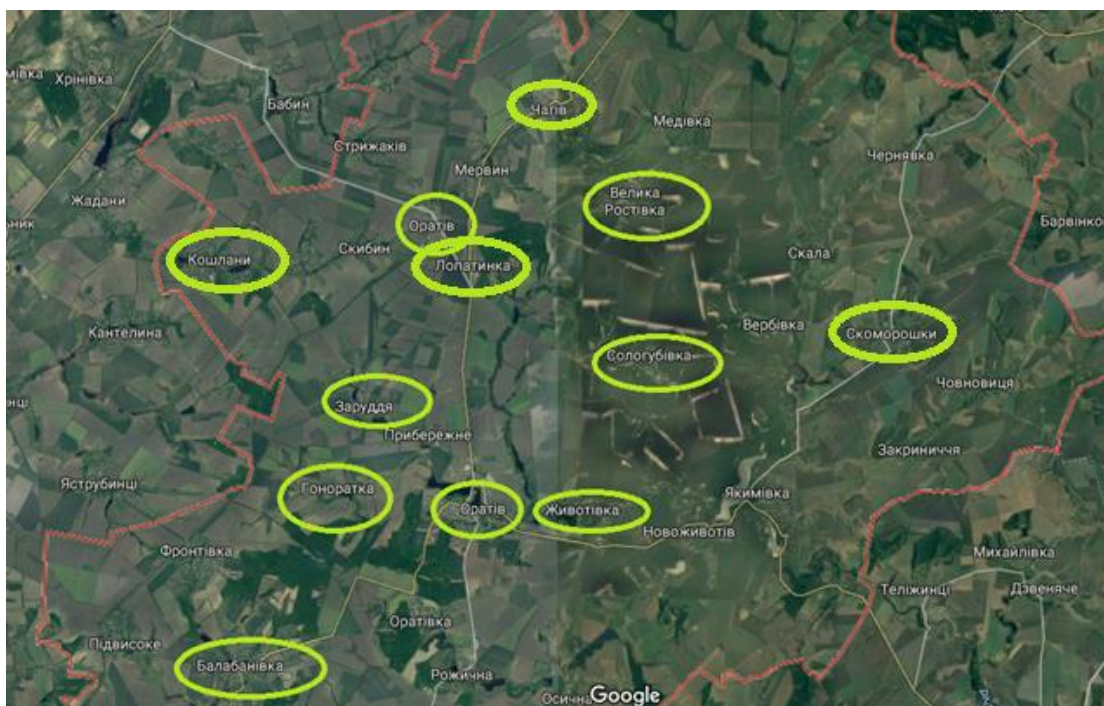 Хрінівка
Бабин
Чагів
Медівка
Стрижаків
Чернявка
Мервин
Жадани
Велика
Ростівка
Барвінко
Оратів
Скибин
Скала
Кошлани
Лопатинка
Вербівка
Скоморошки
Кантелина
Сологубівка
Човновиця
Заруддя
Прибережне
Закриниччя
Яструбинці
Гоноратка
Якимівка
Оратів
Животівка
Новоживотів
Фронтівка
Михайлівка
Теліжинці
Дзвеняче
Оратівка
Підвисоке
Балабанівка
Рожична
Осична
Google